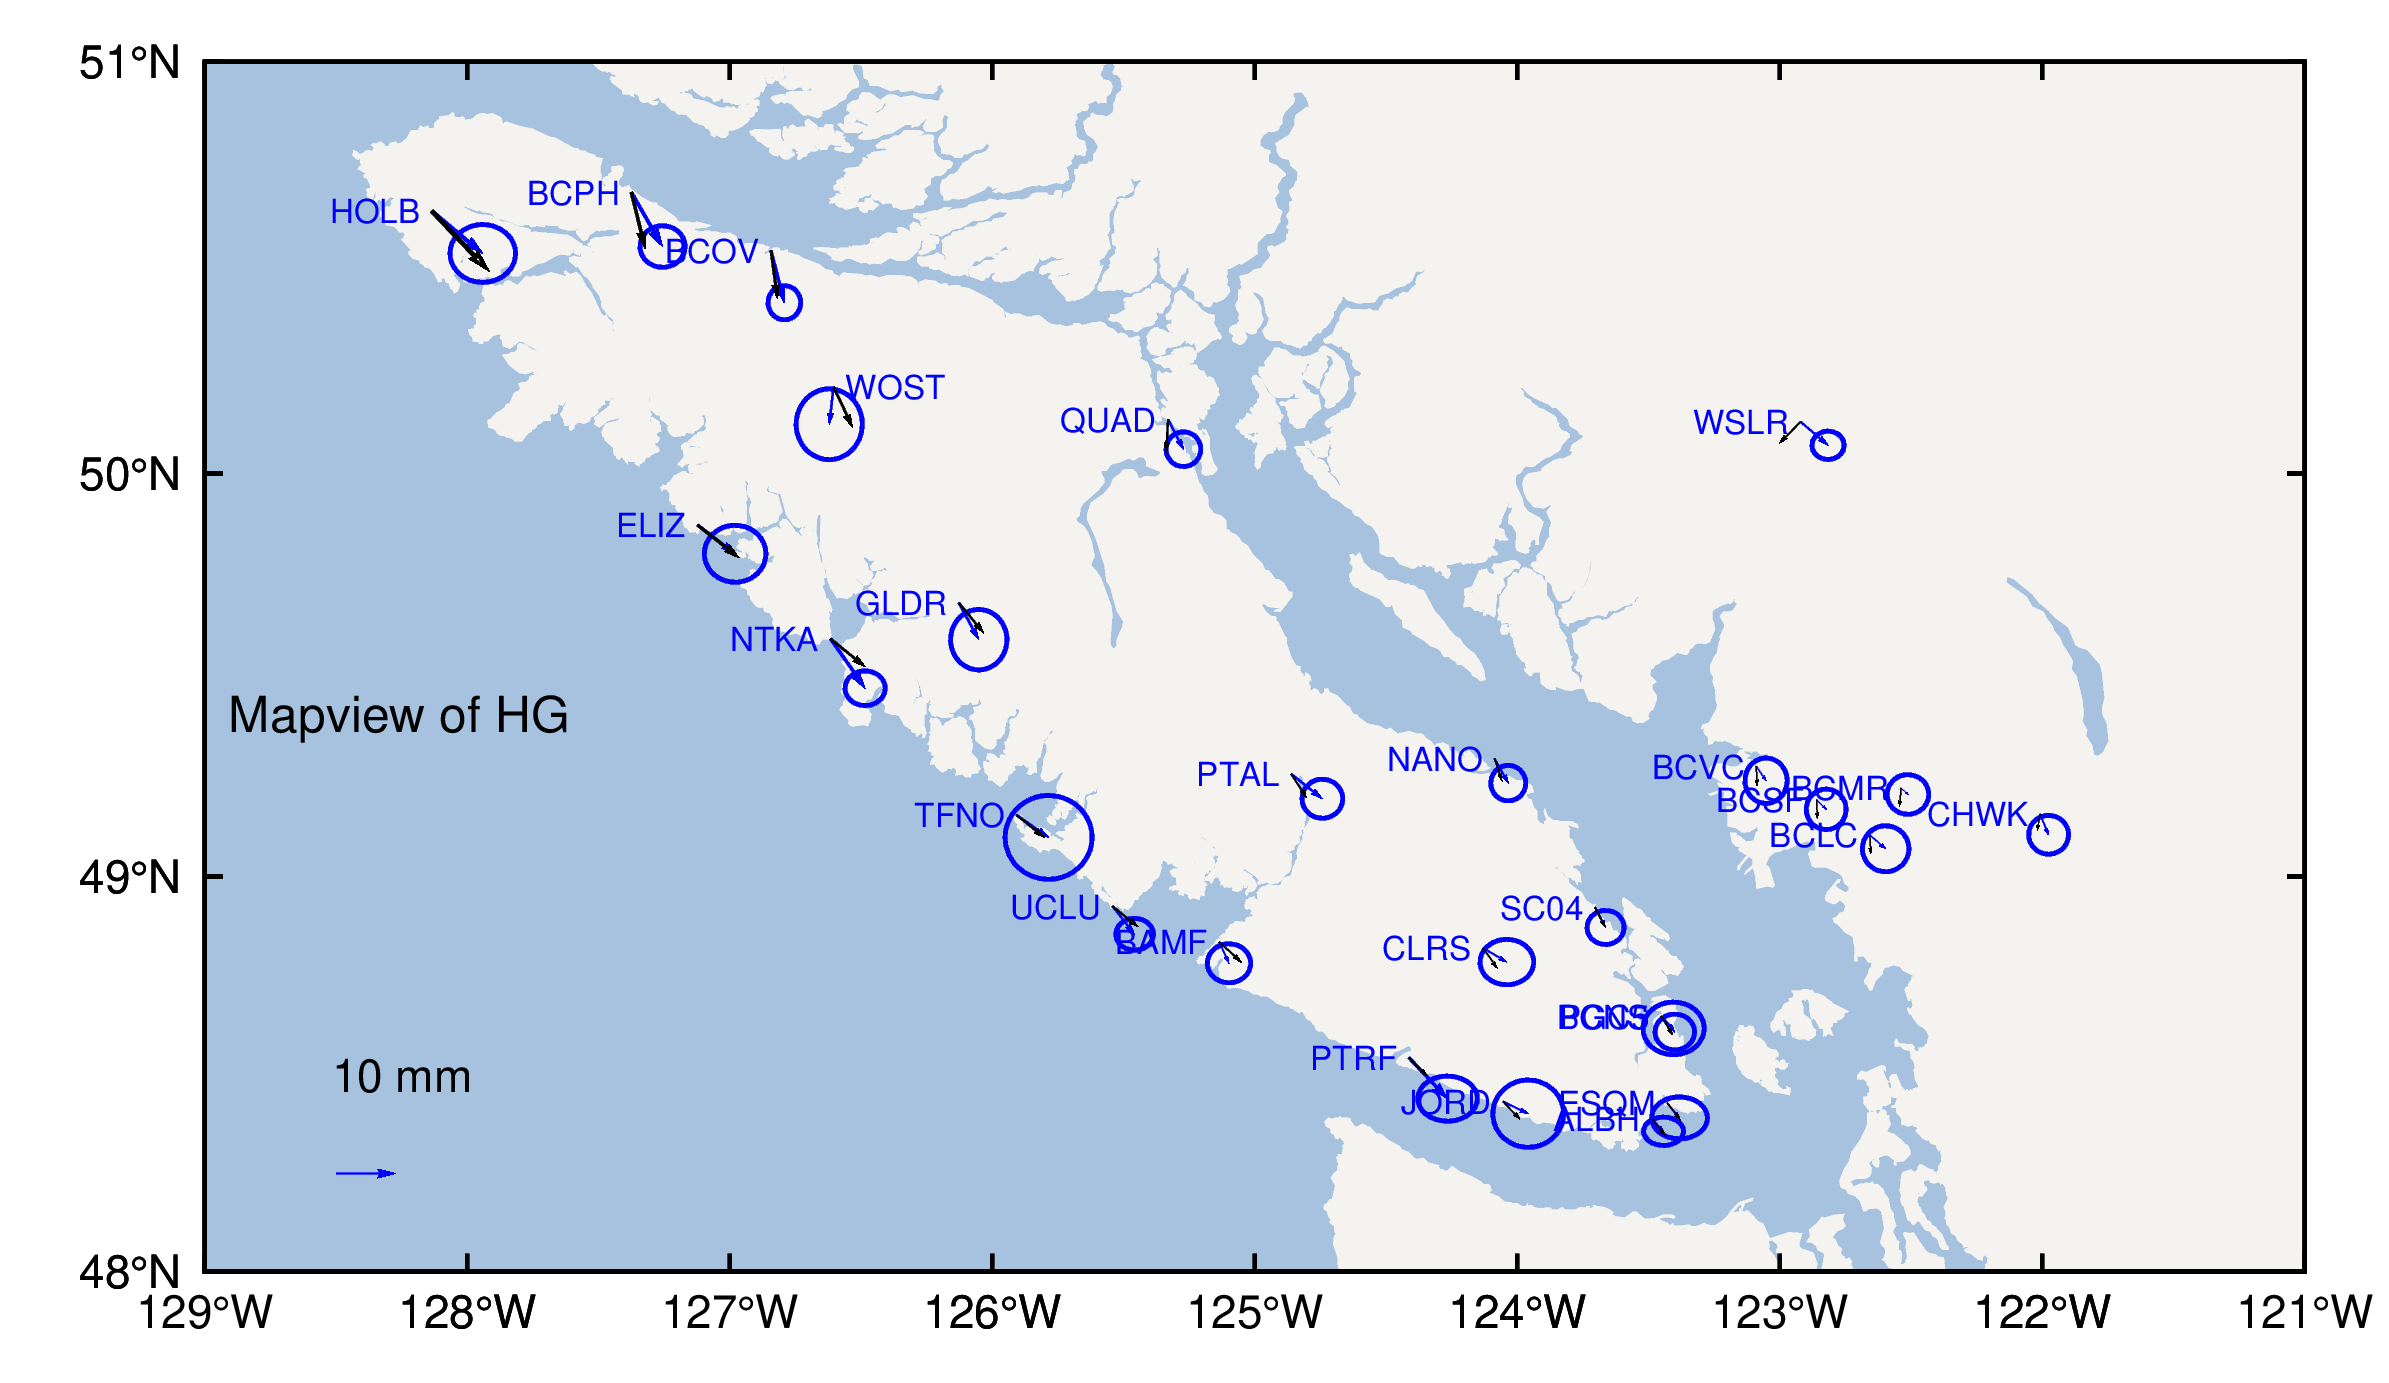 51°N
BCPH
HOLB
BCOV
WOST
QUAD
WSLR
50°N
ELIZ
GLDR
NTKA
Mapview of HG
NANO
BCVC
PTAL
BCMR
BCSF
TFNO
CHWK
BCLC
49°N
UCLU
SC04
BAMF
CLRS
PTRF
10 mm
JORD
ESQM
ALBH
48°N
129°W 128°W 127°W 126°W 125°W 124°W 123°W 122°W 121°W